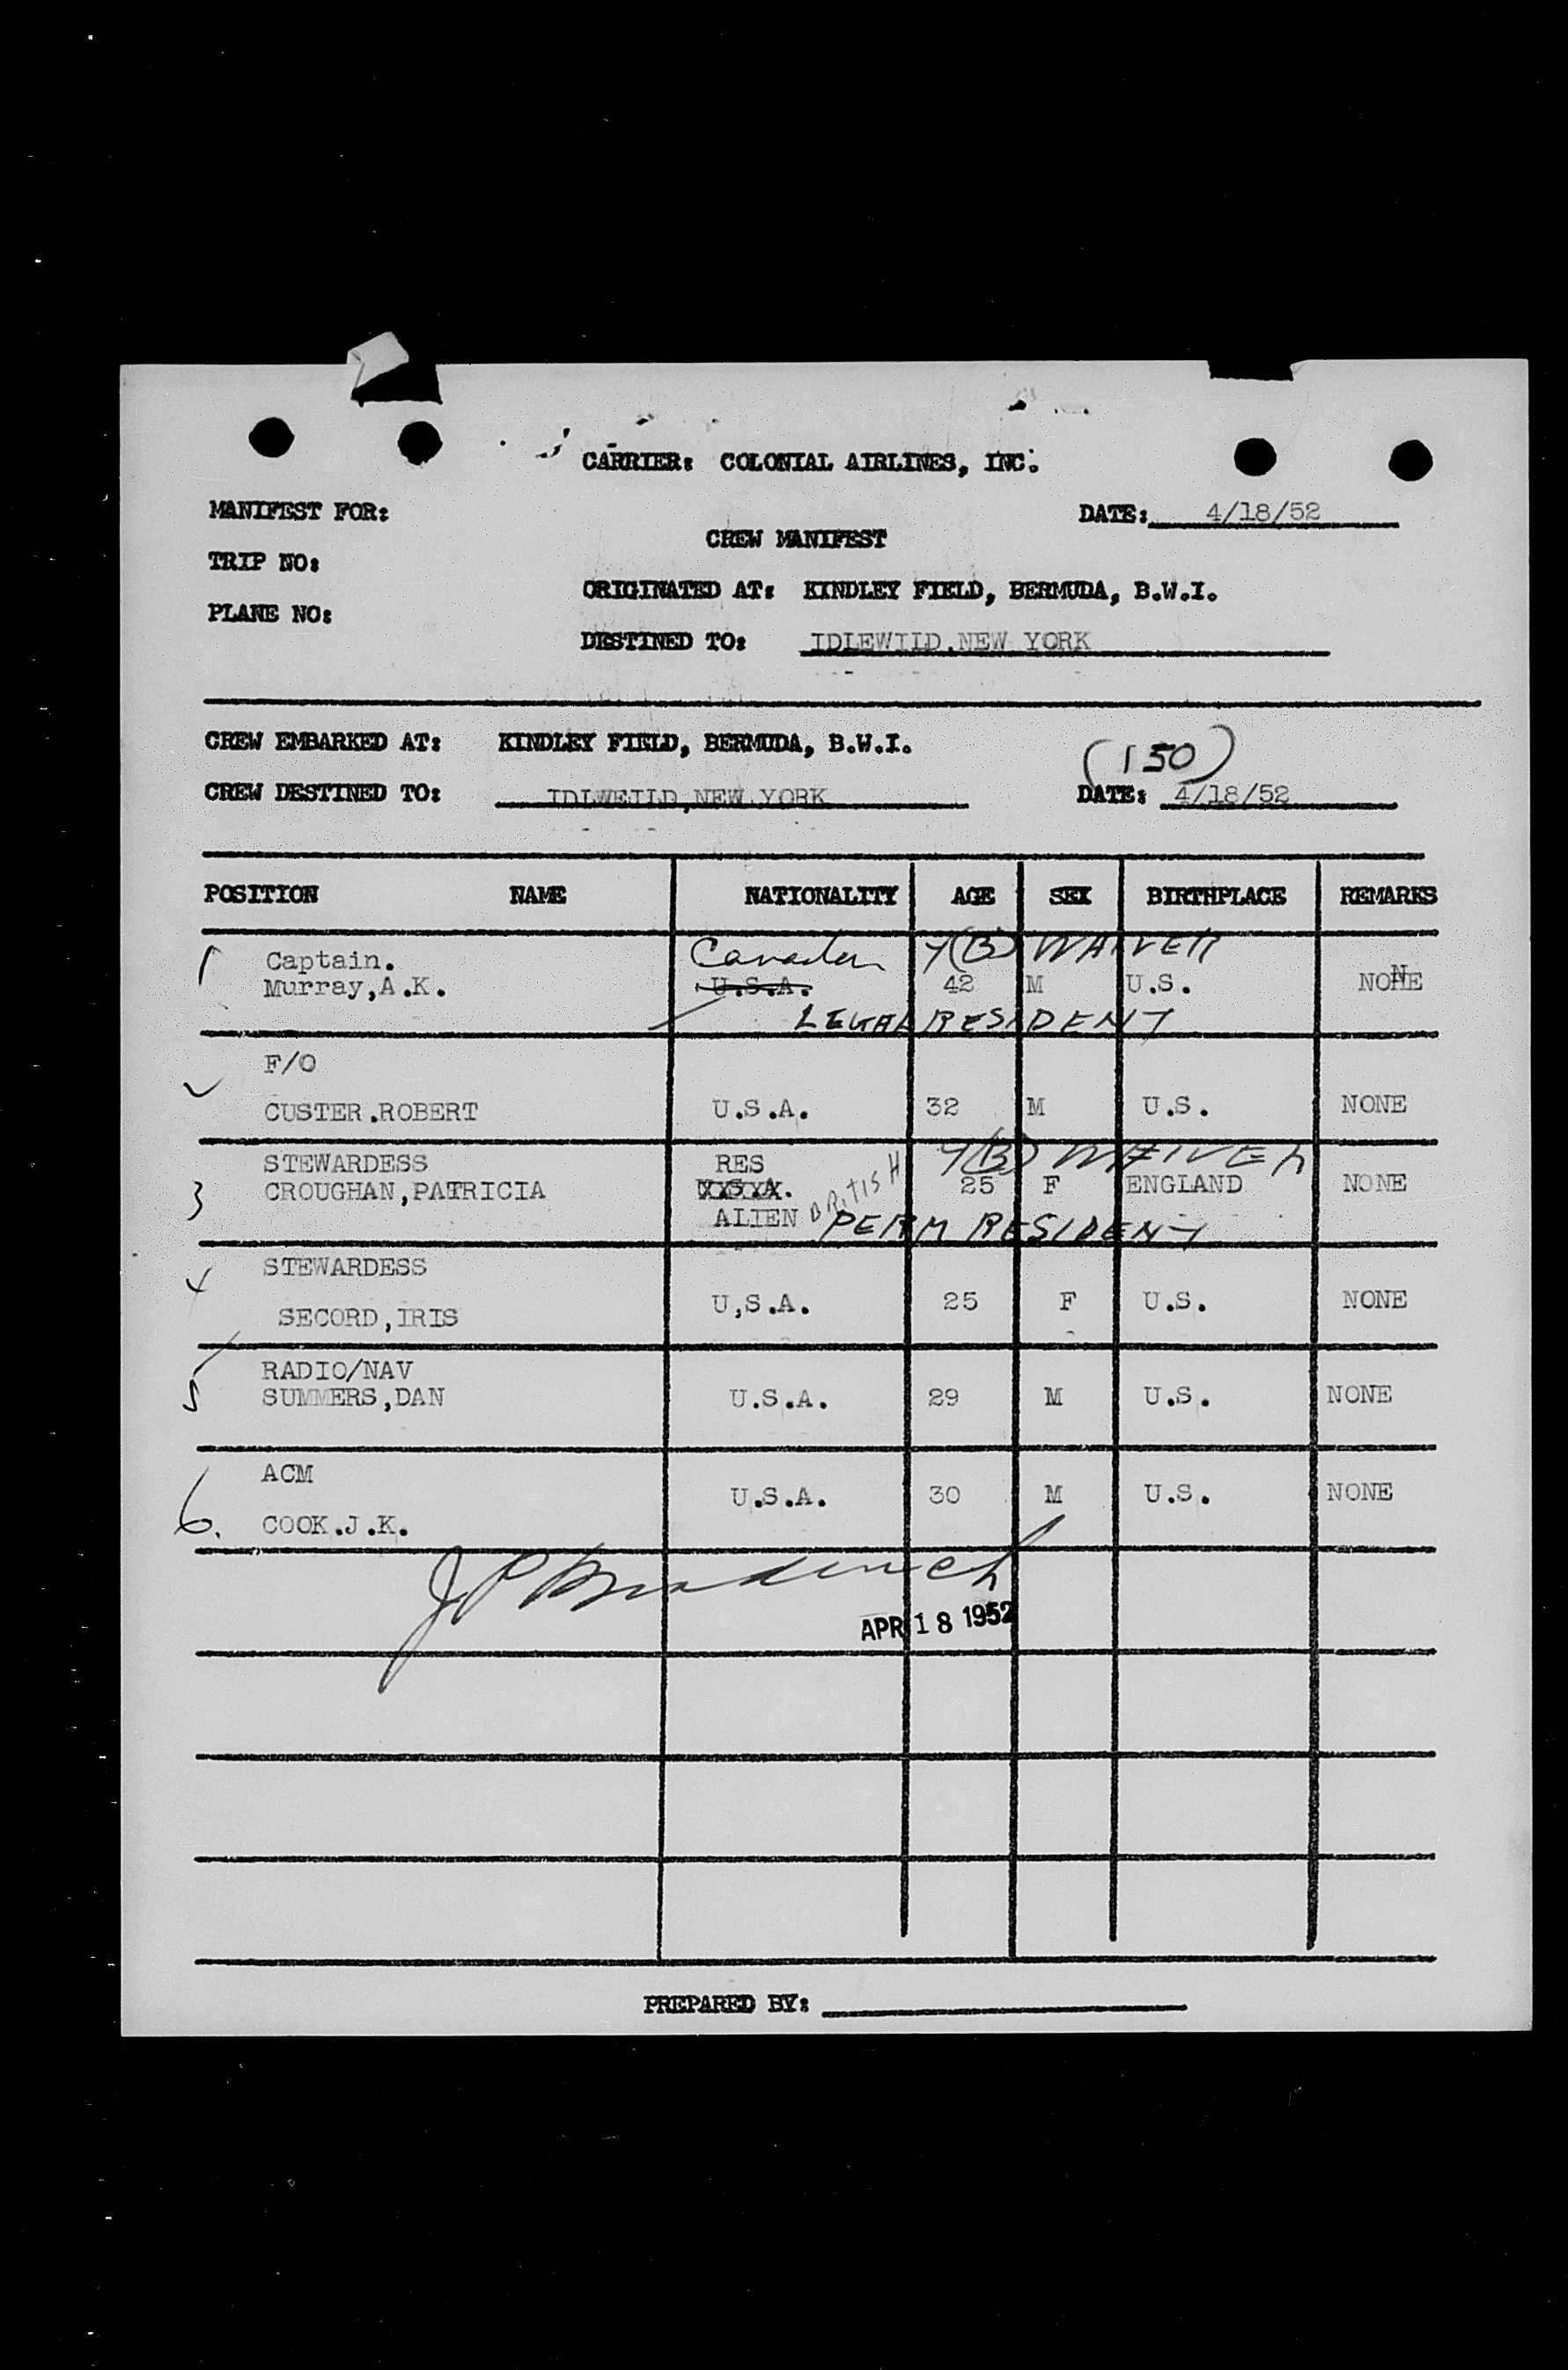 CARRIER: COLONIAL AIRLINES, INC.
MANIFEST FOR: DATE: 4/18/52
CREW MANIFEST
TRIP NO:
ORIGINATED AT: KINDLEY FIELD, BERMUDA, B.W.I.
PLANE NO:
DESTINED TO: IDLEWILD,NEW YORK
CREW EMBARKED AT: KINDLEY FIELD, BERMUDA, B.W.I. (150)
CREW DESTINED TO: IDLWEILD,NEW YORK DATE: 4/18/52
POSITION NAME NATIONALITY AGE SEX BIRTHPLACE REMARKS
1 Captain. Canadian 4(B) WAIVER
Murray,A.K. U.S.A. 42 M U.S. NONE
LEGAL RESIDENT
F/O
CUSTER.ROBERT U.S.A. 32 M U.S. NONE
STEWARDESS RES 4(B) WAIVER
3 CROUGHAN,PATRICIA U.S.A. BRITISH 25 F ENGLAND NONE
ALIEN PERM RESIDENT
4 STEWARDESS
SECORD,IRIS U,S.A. 25 F U.S. NONE
RADIO/NAV
5 SUMMERS,DAN U.S.A. 29 M U.S. NONE
ACM
U.S.A. 30 M U.S. NONE
6. COOK.J.K.
APR 18 1952
PREPARED BY: